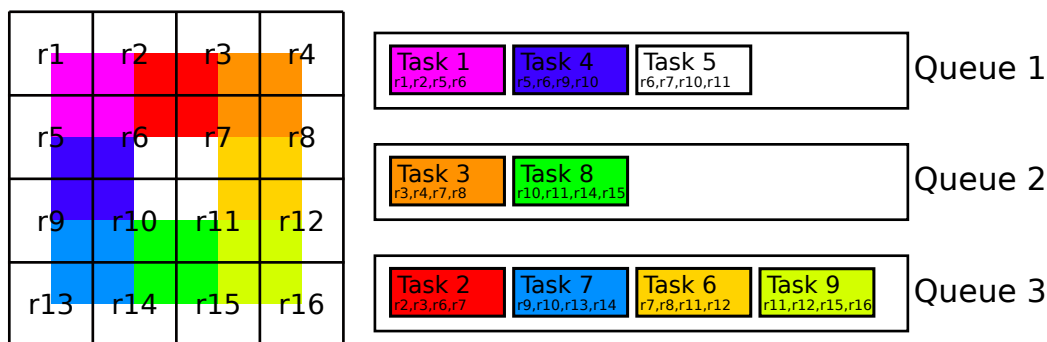 r1 r2 r3 r4
r5 r6 r7 r8
r9 r10 r11 r12
r13 r14 r15 r16
Task 1 Task 4 Task 5
r1,r2,r5,r6 r5,r6,r9,r10 r6,r7,r10,r11
Queue 1
Task 3 Task 8
r3,r4,r7,r8 r10,r11,r14,r15
Queue 2
Task 2 Task 7 Task 6 Task 9
r2,r3,r6,r7 r9,r10,r13,r14 r7,r8,r11,r12 r11,r12,r15,r16
Queue 3